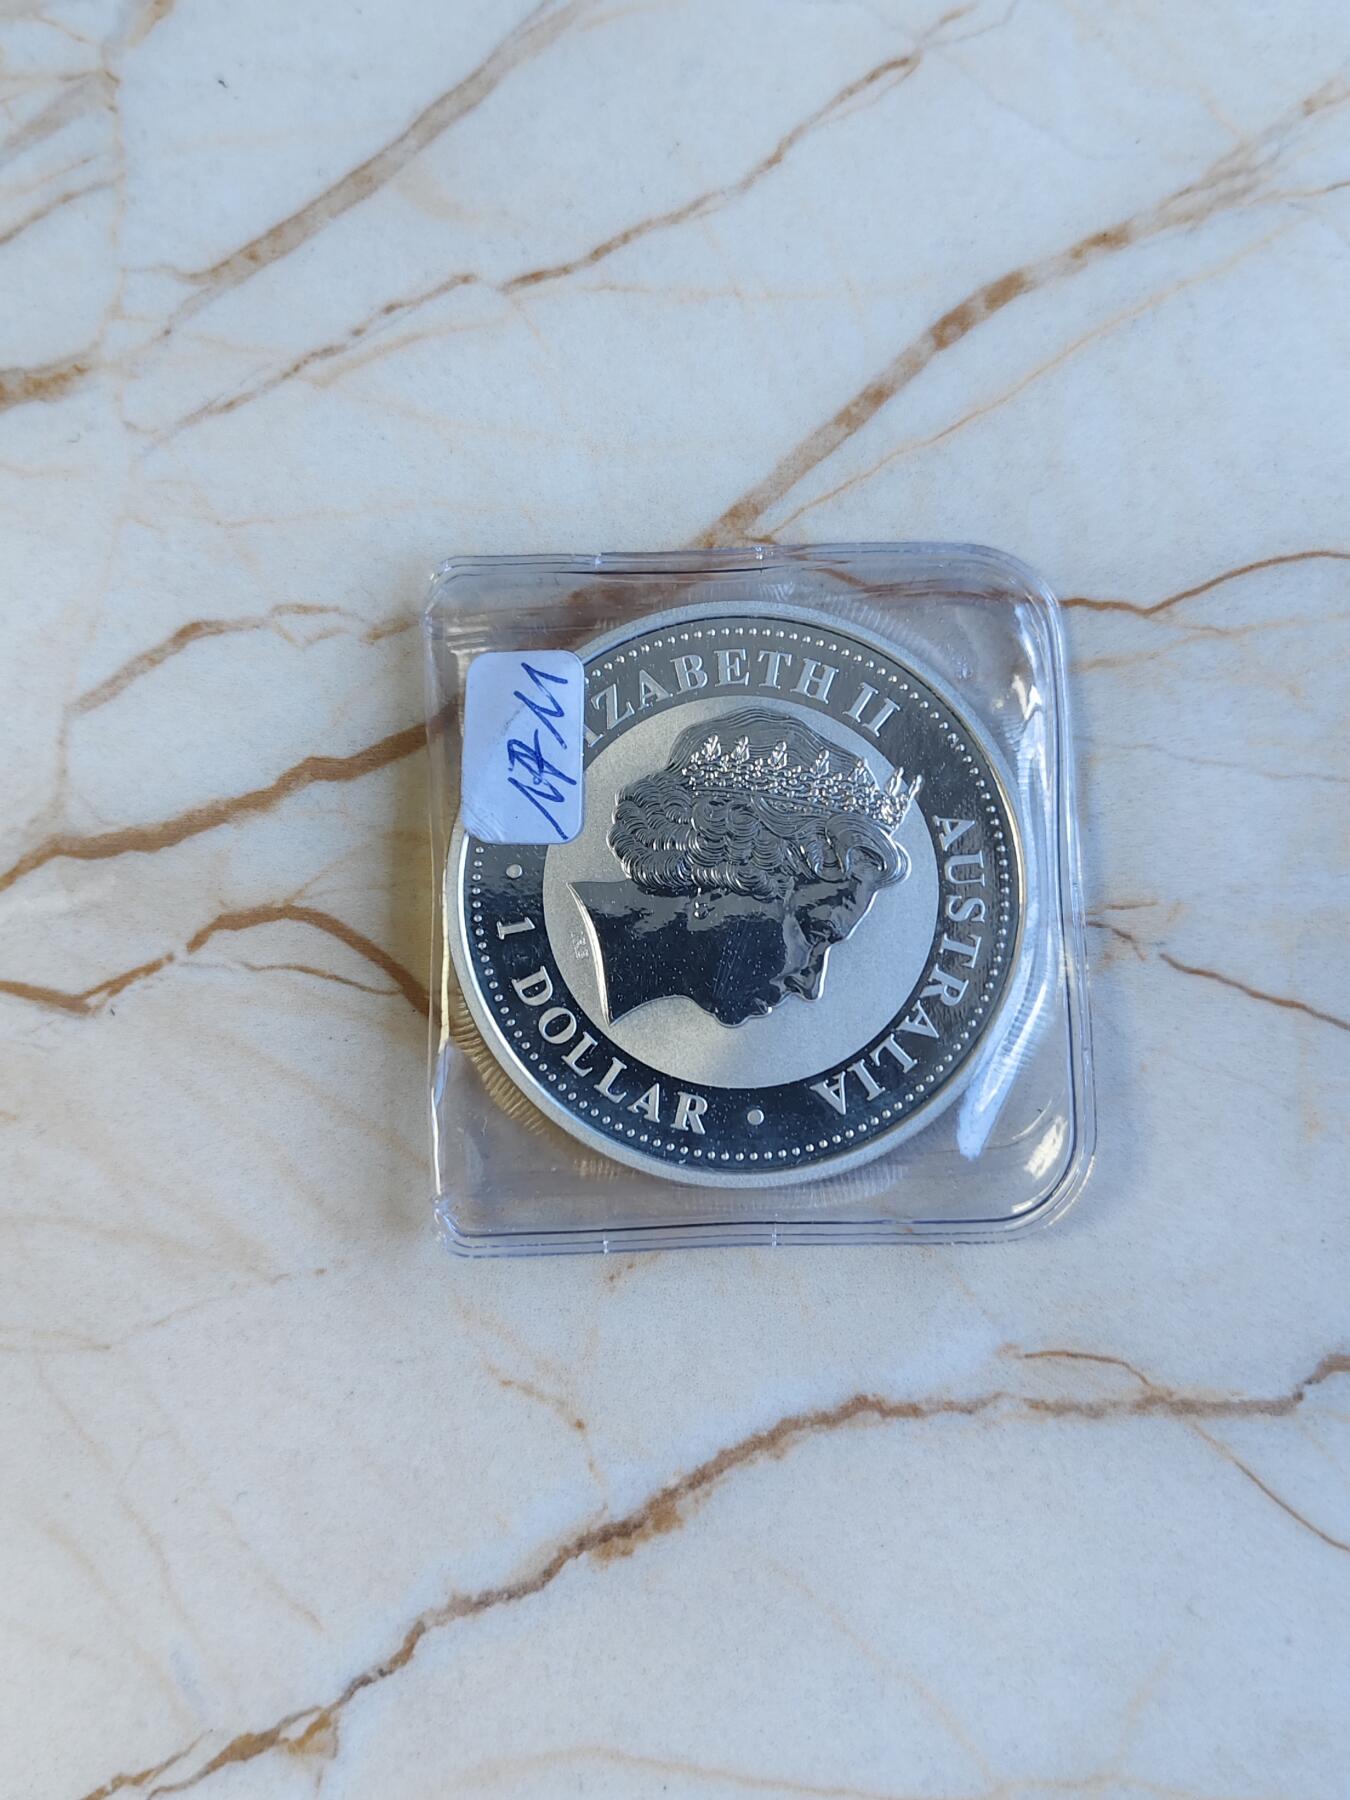 IZABETH II
AUSTRALIA
• 1 DOLLAR •